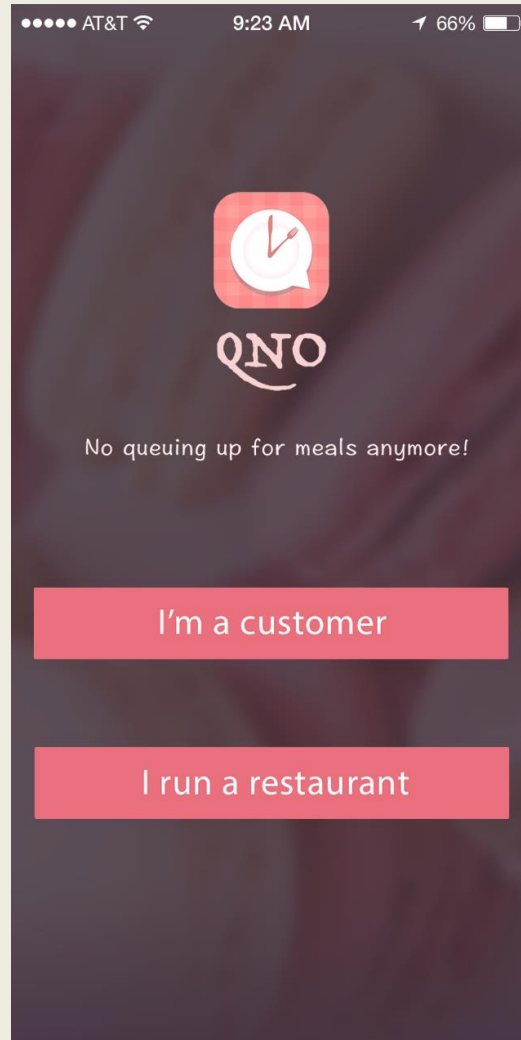 AT&T 9:23 AM 66%
QNO
No queuing up for meals anymore!
I'm a customer
I run a restaurant